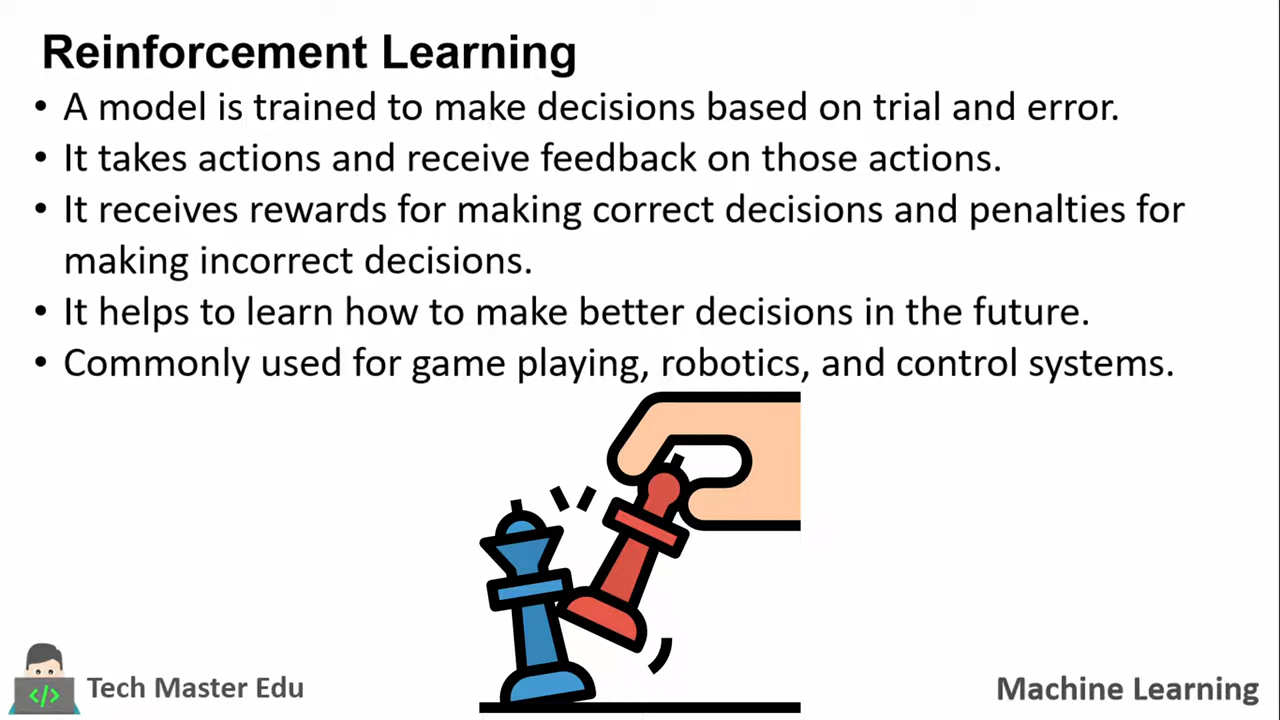 Reinforcement Learning
• A model is trained to make decisions based on trial and error.
• It takes actions and receive feedback on those actions.
• It receives rewards for making correct decisions and penalties for
making incorrect decisions.
• It helps to learn how to make better decisions in the future.
• Commonly used for game playing, robotics, and control systems.
</>
Tech Master Edu
Machine Learning